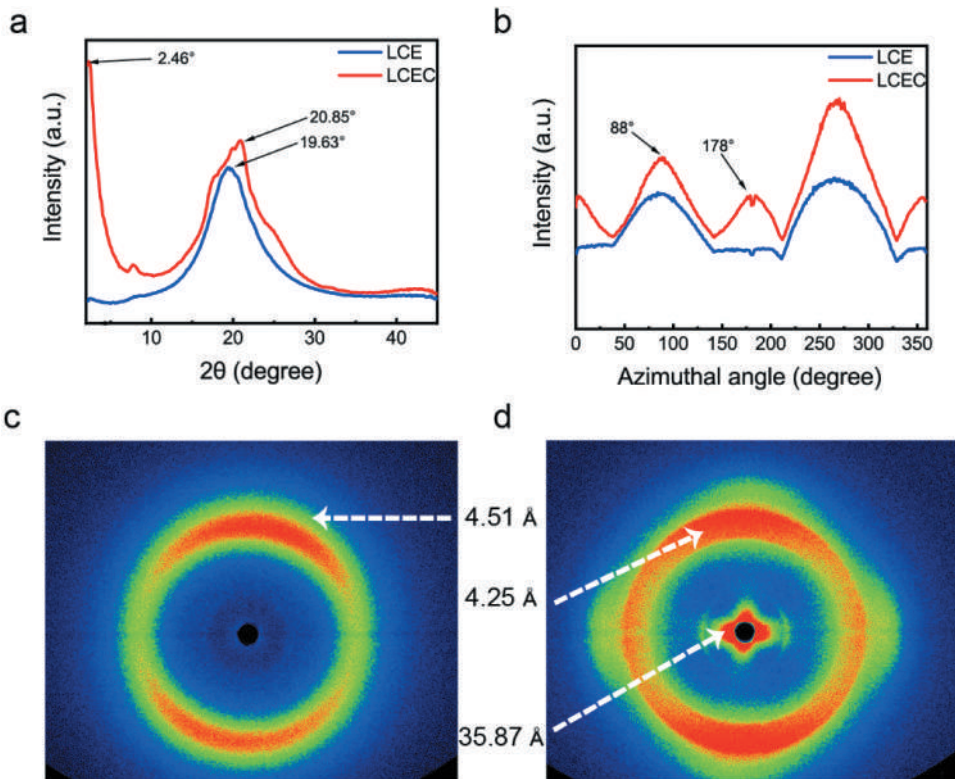 a
LCE
LCEC
2.46°
20.85°
19.63°
Intensity (a.u.)
10
20
30
40
2θ (degree)
b
LCE
LCEC
88°
178°
Intensity (a.u.)
0
50
100
150
200
250
300
350
Azimuthal angle (degree)
c
d
4.51 Å
4.25 Å
35.87 Å